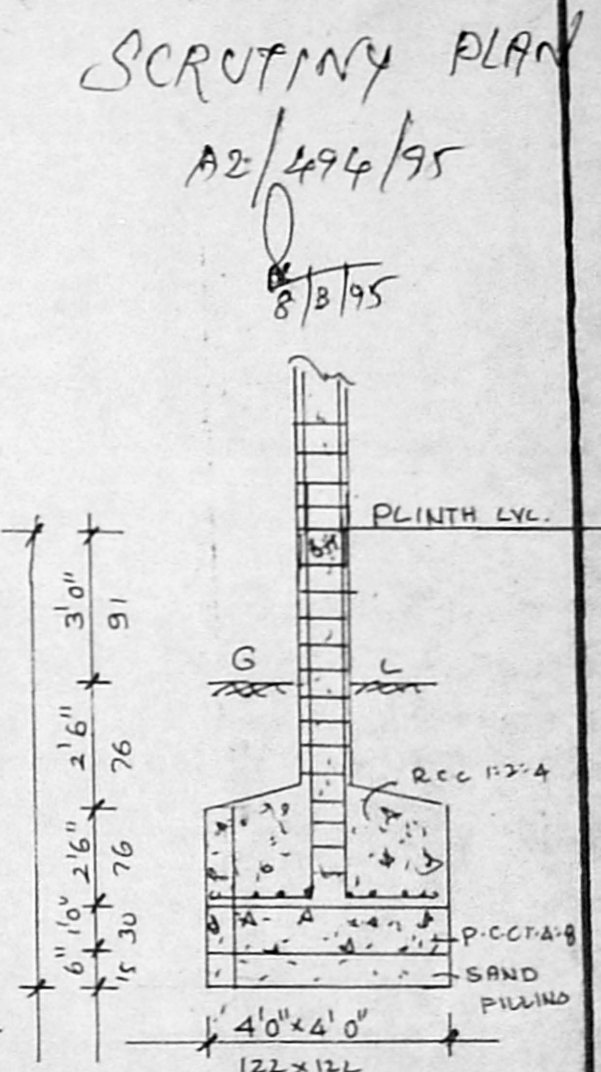 SCRUTINY PLAN
A2/494/95
8/3/95
PLINTH LVL.
3'0"
91
G L
2'6"
76
RCC 1:2:4
2'6"
76
1'0"
30
P.C.C 1:4:8
6"
15
SAND
FILLING
4'0"x4'0"
122x122